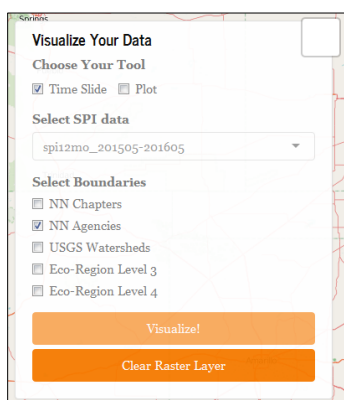 Springs
Visualize Your Data
Choose Your Tool
Time Slide Plot
Select SPI data
spi12mo_201505-201605
Select Boundaries
NN Chapters
NN Agencies
USGS Watersheds
Eco-Region Level 3
Eco-Region Level 4
Visualize!
Clear Raster Layer